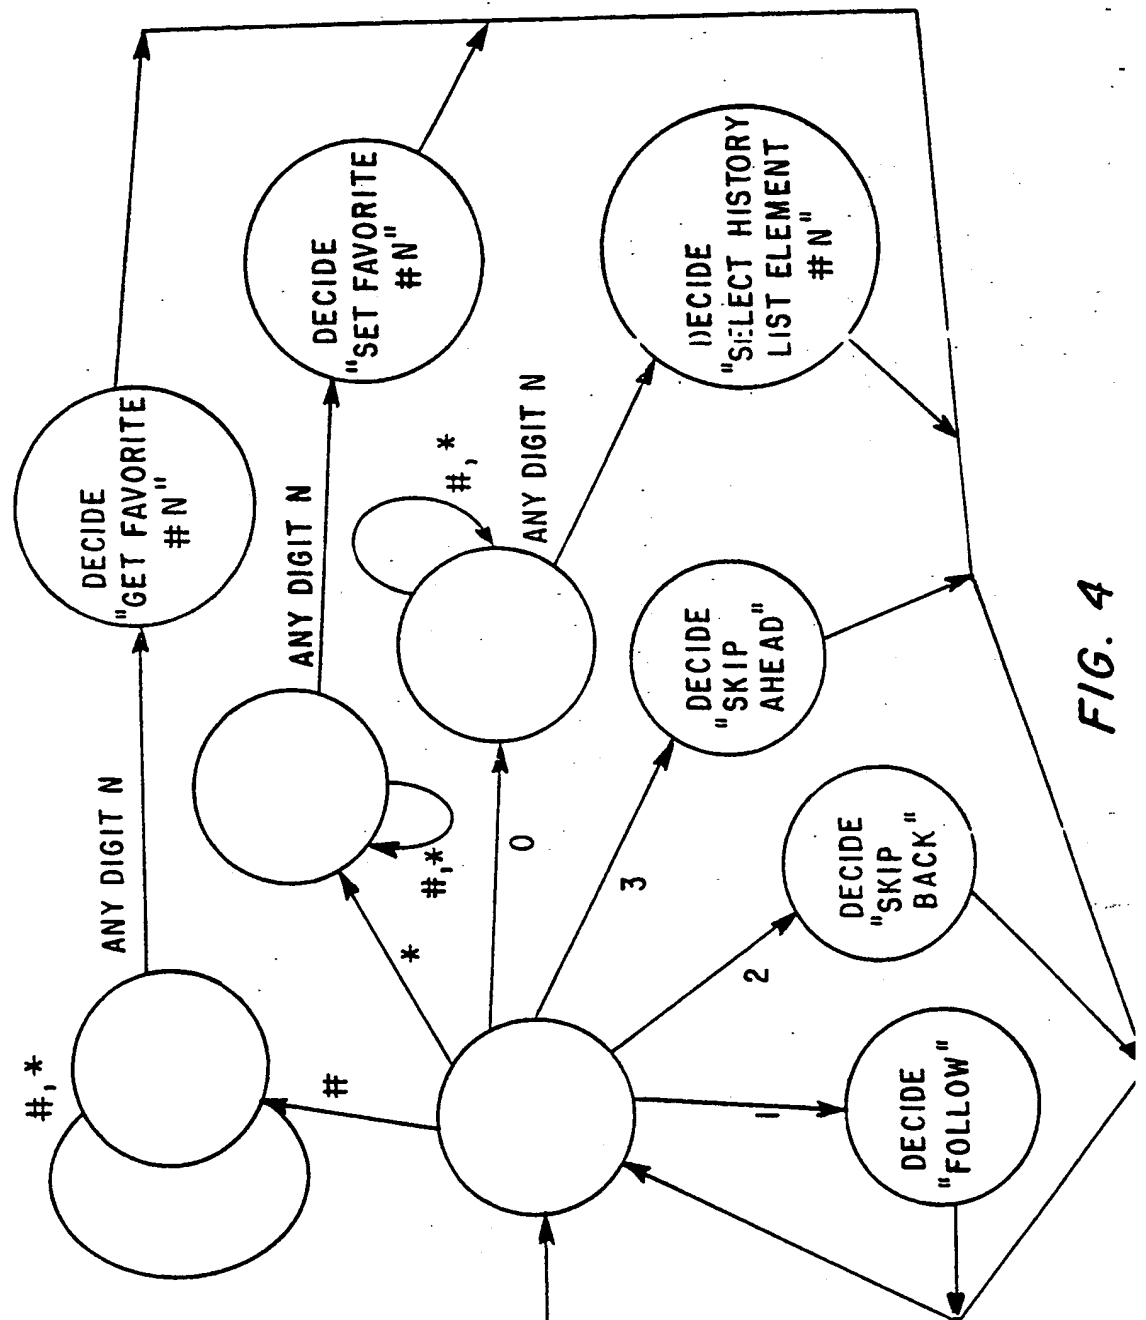 #,*
#
ANY DIGIT N
DECIDE
"GET FAVORITE
#N"
*
#,*
ANY DIGIT N
DECIDE
"SET FAVORITE
#N"
0
#,*
ANY DIGIT N
DECIDE
"SELECT HISTORY
LIST ELEMENT
#N"
3
DECIDE
"SKIP
AHEAD"
2
DECIDE
"SKIP
BACK"
1
DECIDE
"FOLLOW"
FIG. 4